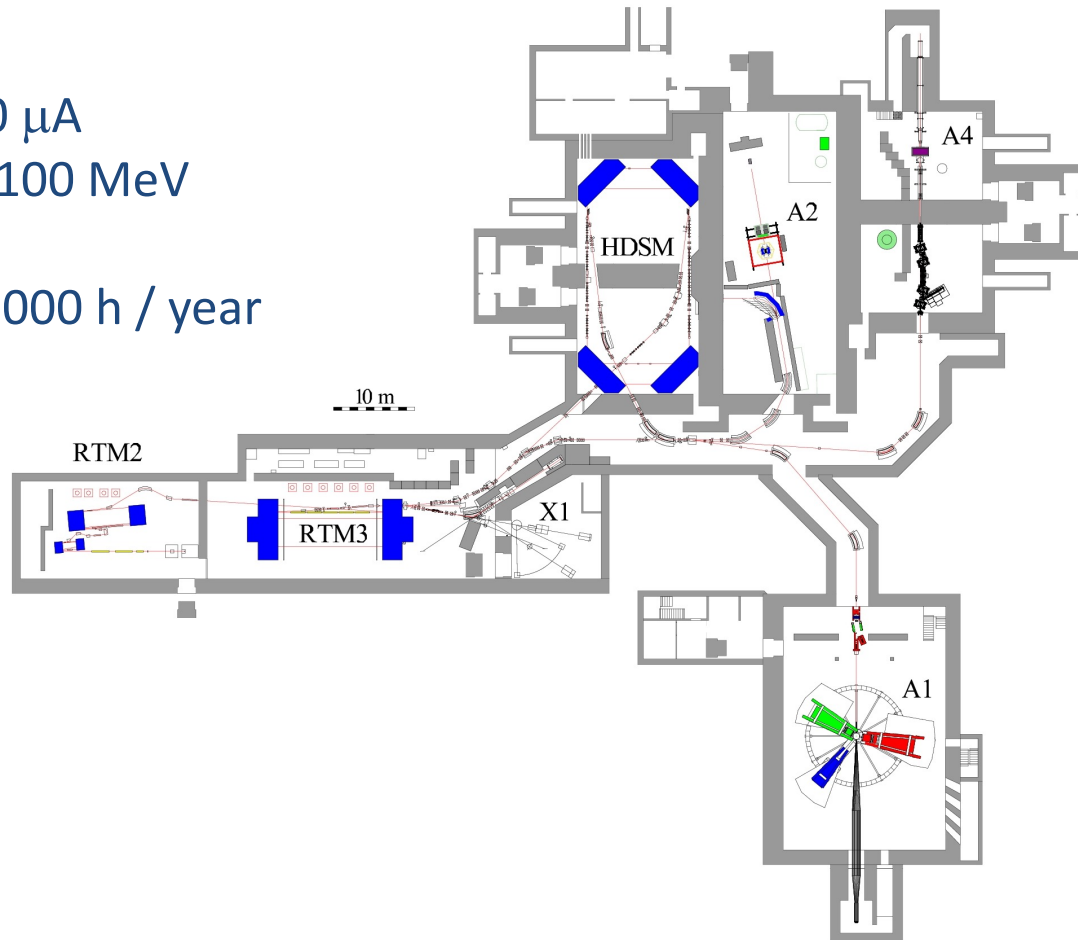 0 μA
100 MeV
000 h / year
A4
A2
HDSM
10 m
RTM2
X1
RTM3
A1